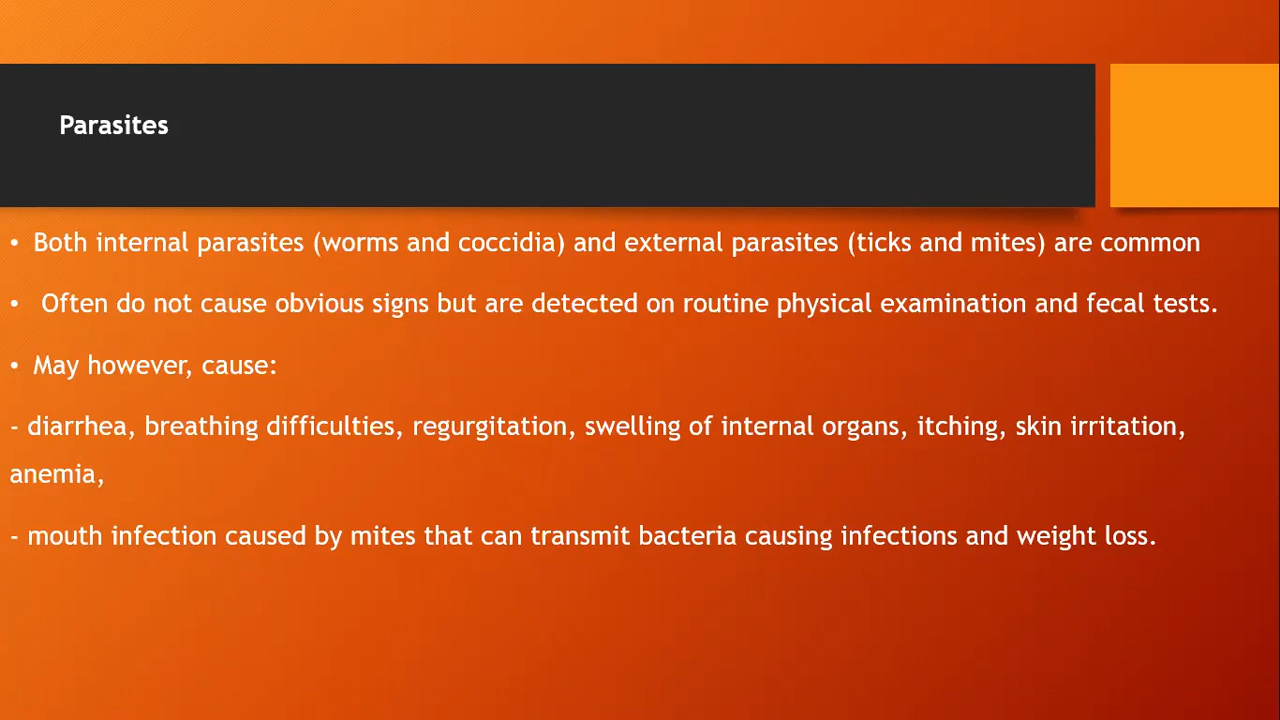 Parasites
• Both internal parasites (worms and coccidia) and external parasites (ticks and mites) are common
• Often do not cause obvious signs but are detected on routine physical examination and fecal tests.
• May however, cause:
- diarrhea, breathing difficulties, regurgitation, swelling of internal organs, itching, skin irritation,
anemia,
- mouth infection caused by mites that can transmit bacteria causing infections and weight loss.